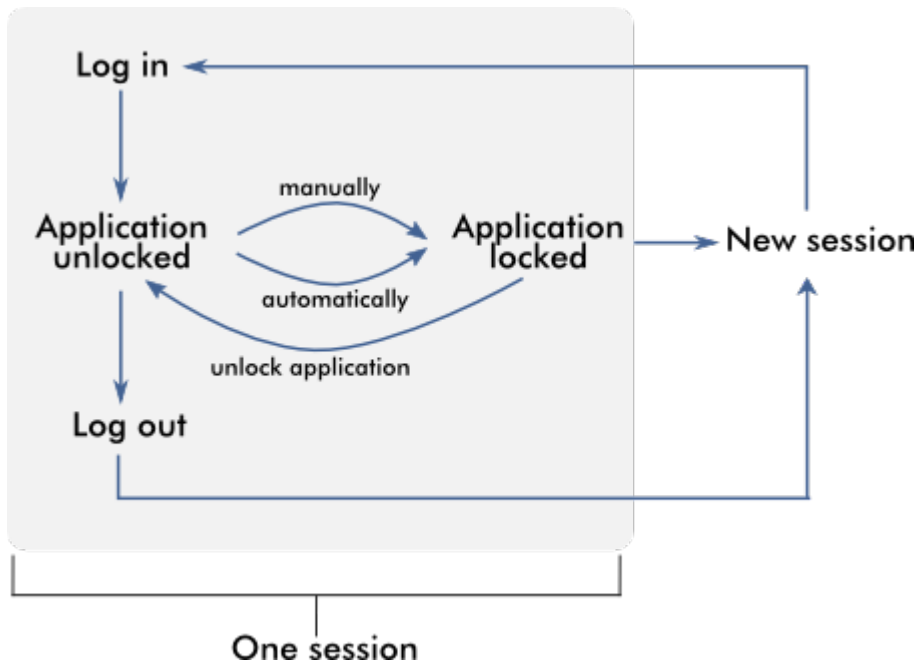 Log in
manually
Application
unlocked
Application
locked
New session
automatically
unlock application
Log out
One session